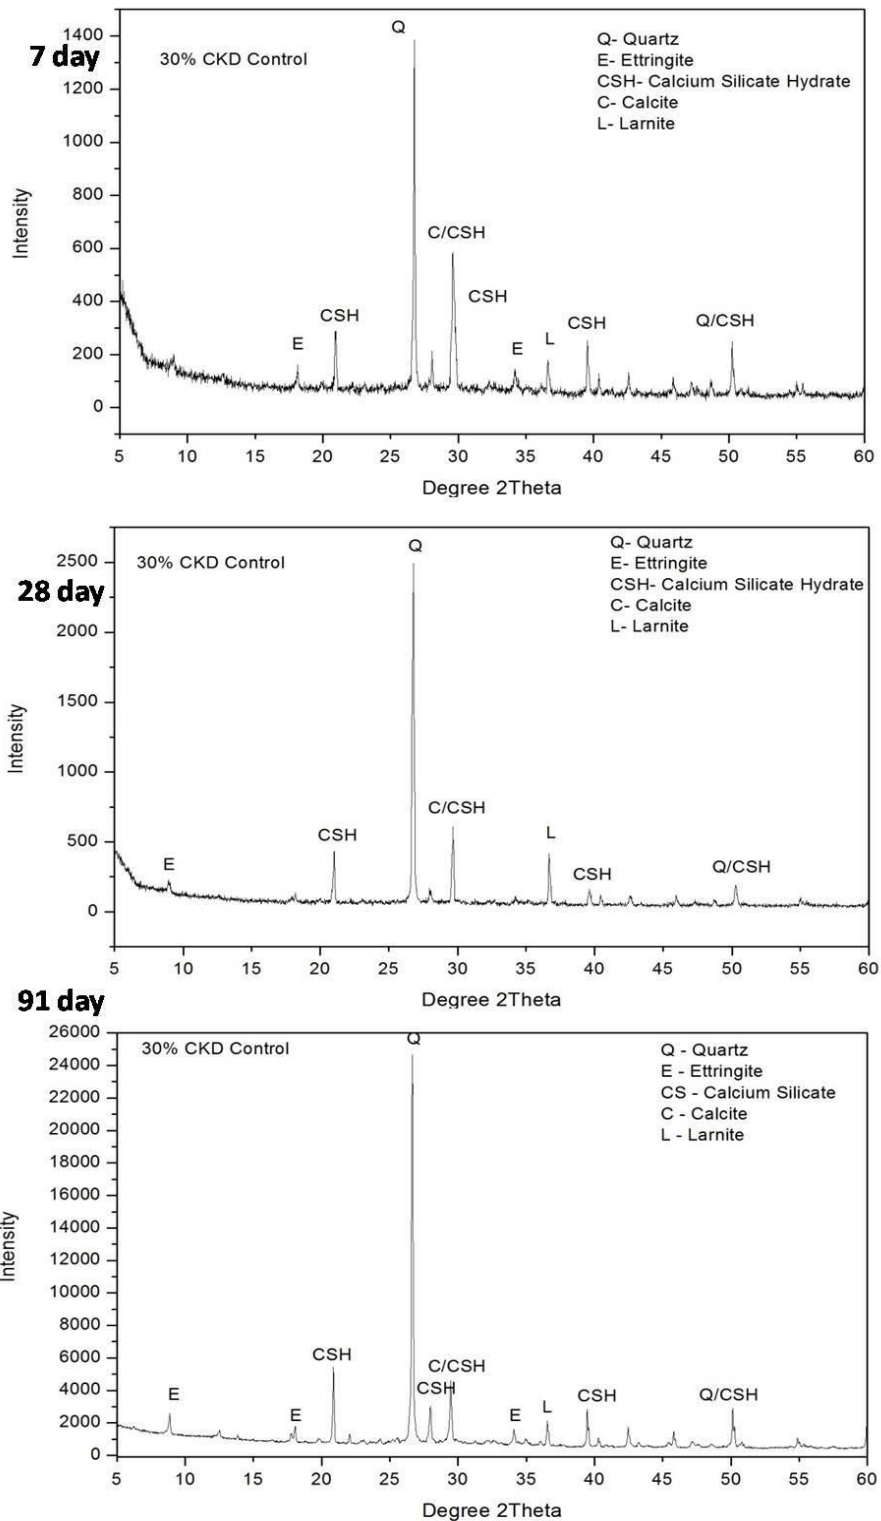 7 day
30% CKD Control
Q- Quartz
E- Ettringite
CSH- Calcium Silicate Hydrate
C- Calcite
L- Larnite
Intensity
1400
1200
1000
800
600
400
200
0
Q
C/CSH
CSH
E
CSH
E
L
CSH
Q/CSH
5 10 15 20 25 30 35 40 45 50 55 60
Degree 2Theta
28 day
30% CKD Control
Q- Quartz
E- Ettringite
CSH- Calcium Silicate Hydrate
C- Calcite
L- Larnite
Intensity
2500
2000
1500
1000
500
0
Q
E
CSH
C/CSH
L
CSH
Q/CSH
5 10 15 20 25 30 35 40 45 50 55 60
Degree 2Theta
91 day
30% CKD Control
Q - Quartz
E - Ettringite
CS - Calcium Silicate
C - Calcite
L - Larnite
Intensity
26000
24000
22000
20000
18000
16000
14000
12000
10000
8000
6000
4000
2000
0
Q
E
E
CSH
CSH
C/CSH
E
L
CSH
Q/CSH
5 10 15 20 25 30 35 40 45 50 55 60
Degree 2Theta